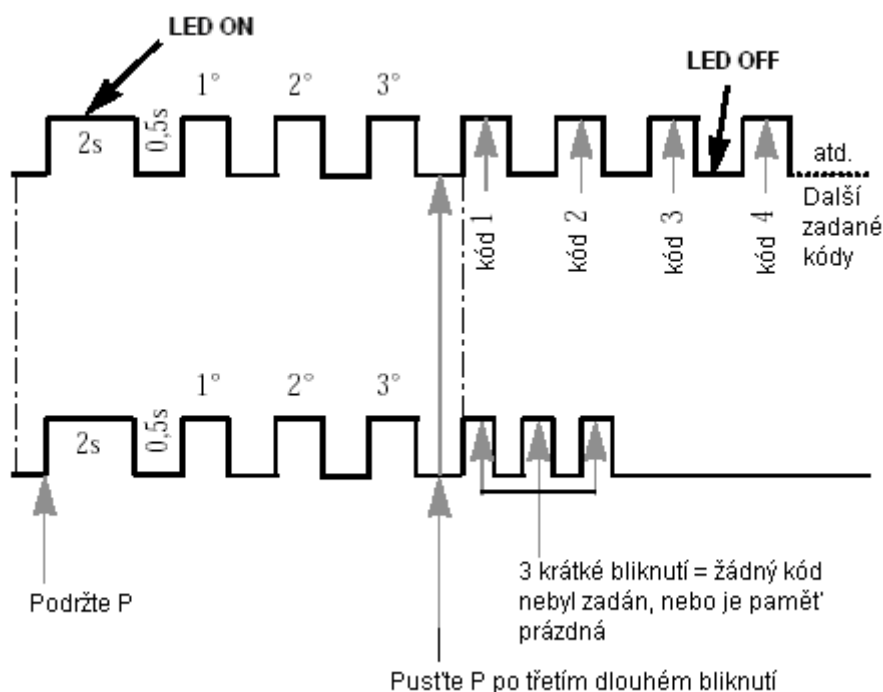 LED ON
LED OFF
1° 2° 3°
2s 0,5s
kód 1 kód 2 kód 3 kód 4
atd.
Další
zadané
kódy
1° 2° 3°
2s 0,5s
Podržte P
3 krátké bliknutí = žádný kód
nebyl zadán, nebo je paměť
prázdná
Pusťte P po třetím dlouhém bliknutí